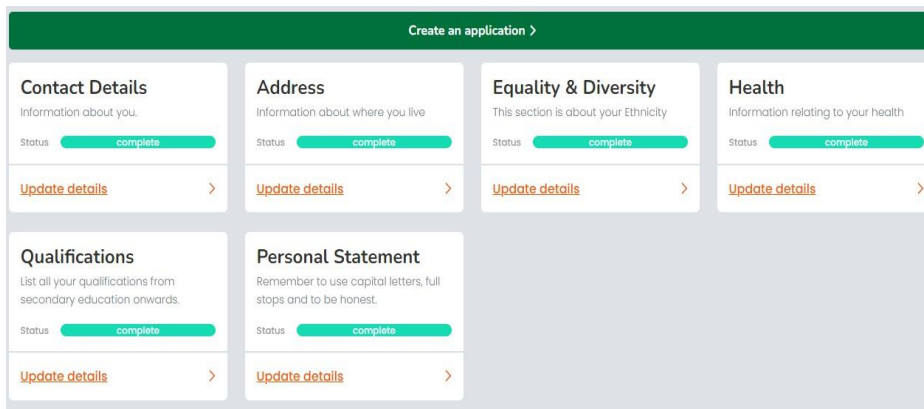 Create an application >
Contact Details
Information about you.
Status complete
Update details >
Address
Information about where you live
Status complete
Update details >
Equality & Diversity
This section is about your Ethnicity
Status complete
Update details >
Health
Information relating to your health
Status complete
Update details >
Qualifications
List all your qualifications from
secondary education onwards.
Status complete
Update details >
Personal Statement
Remember to use capital letters, full
stops and to be honest.
Status complete
Update details >